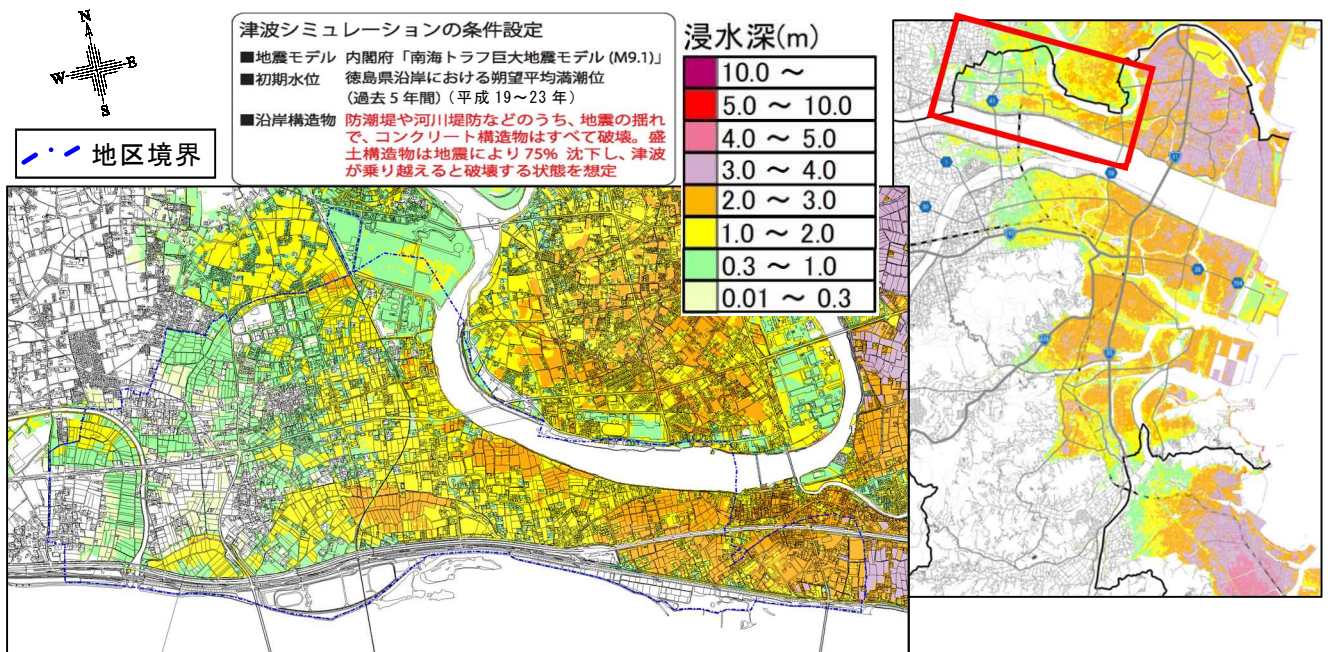 N
W
E
S
地区境界
津波シミュレーションの条件設定
■地震モデル 内閣府「南海トラフ巨大地震モデル(M9.1)」
■初期水位 徳島県沿岸における朔望平均満潮位
(過去5年間)(平成19～23年)
■沿岸構造物 防潮堤や河川堤防などのうち、地震の揺れ
で、コンクリート構造物はすべて破壊。盛
土構造物は地震により75% 沈下し、津波
が乗り越えると破壊する状態を想定
浸水深(m)
10.0 ～
5.0 ～ 10.0
4.0 ～ 5.0
3.0 ～ 4.0
2.0 ～ 3.0
1.0 ～ 2.0
0.3 ～ 1.0
0.01 ～ 0.3